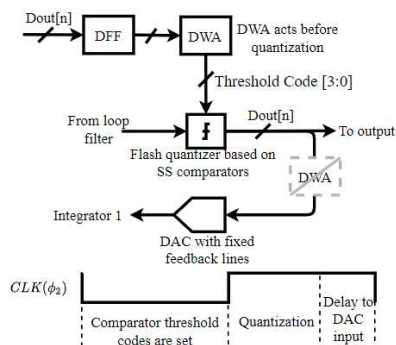 Dout[n]
DFF
DWA
DWA acts before
quantization
Threshold Code [3:0]
From loop
filter
Dout[n]
To output
Flash quantizer based on
SS comparators
DWA
Integrator 1
DAC with fixed
feedback lines
CLK(ϕ₂)
Comparator threshold
codes are set
Quantization
Delay to
DAC
input